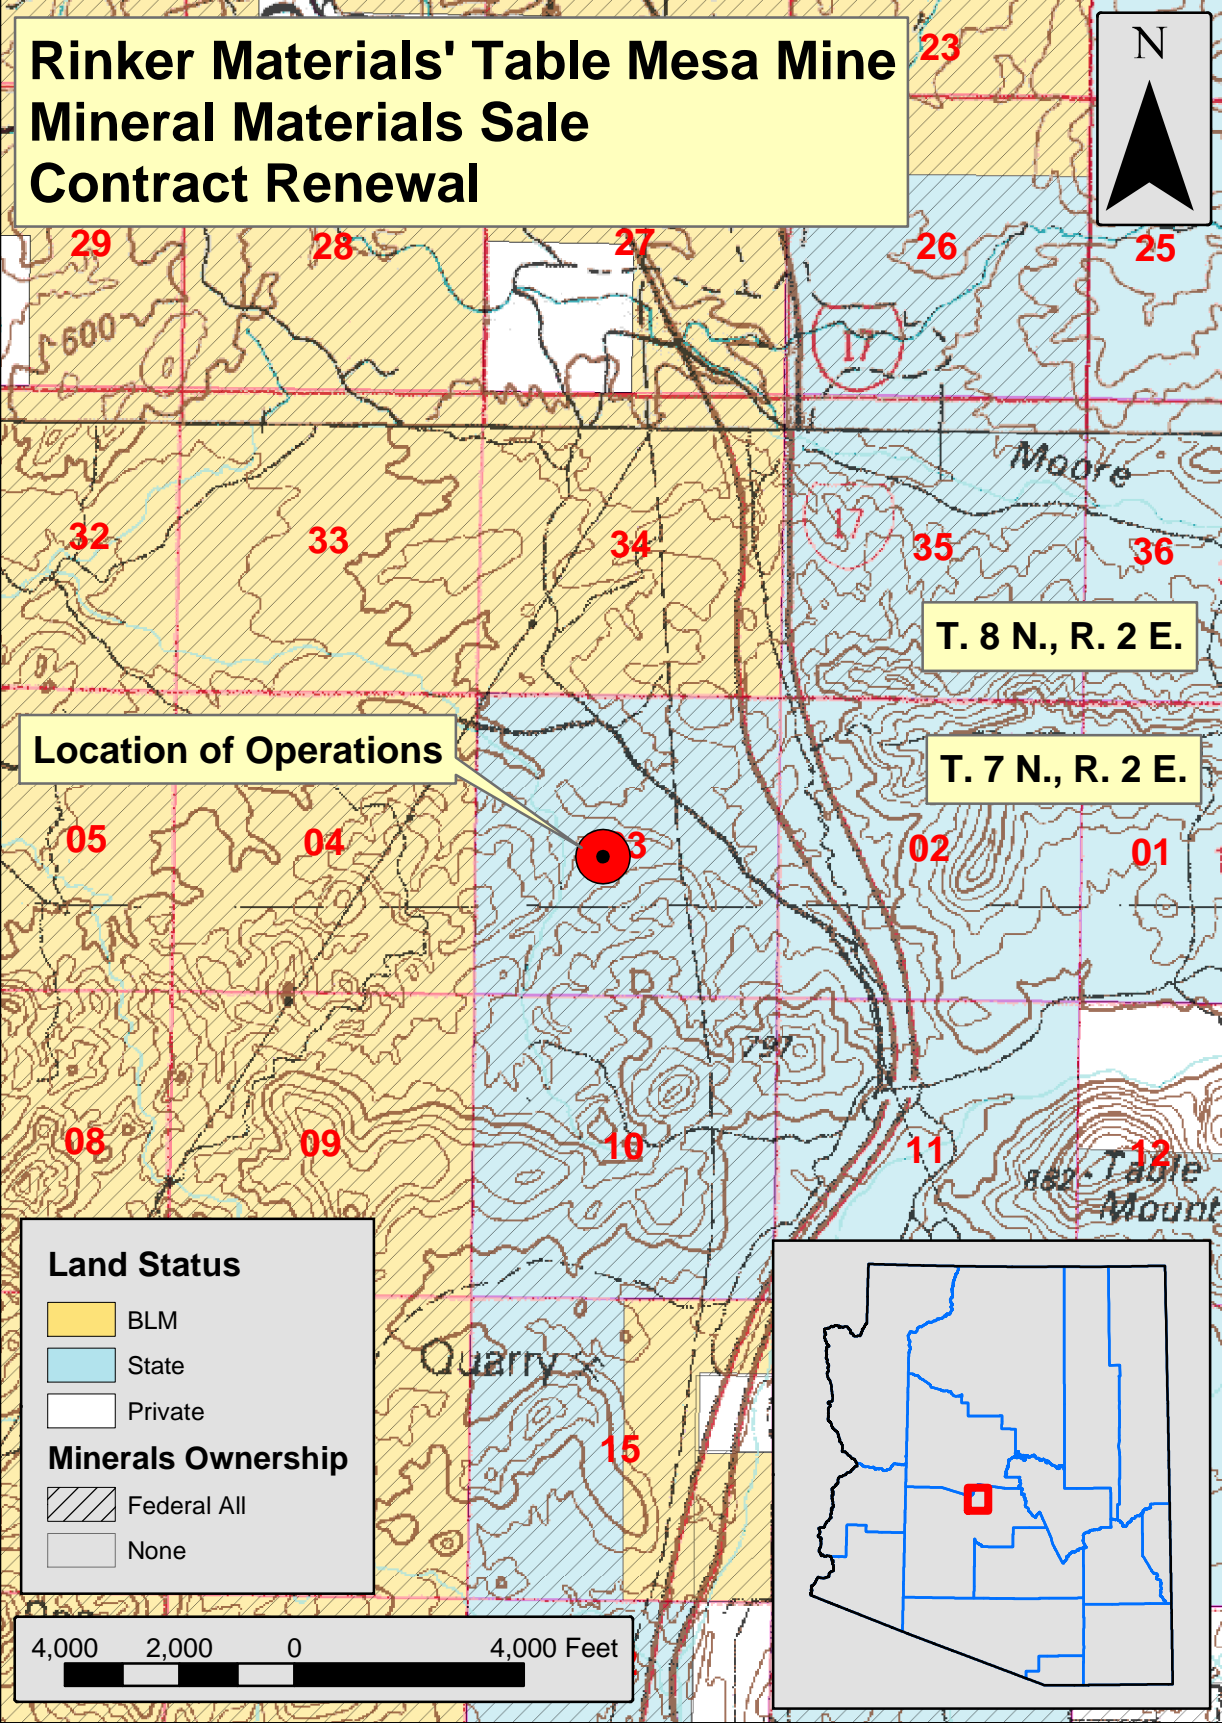 Rinker Materials' Table Mesa Mine
Mineral Materials Sale
Contract Renewal
N
23
29
28
27
26
25
600
17
Moore
17
32
33
34
35
36
T. 8 N., R. 2 E.
Location of Operations
T. 7 N., R. 2 E.
05
04
3
02
01
797
08
09
10
11
12
882
Table
Mount
Land Status
BLM
State
Private
Minerals Ownership
Federal All
None
Quarry
15
4,000 2,000 0 4,000 Feet